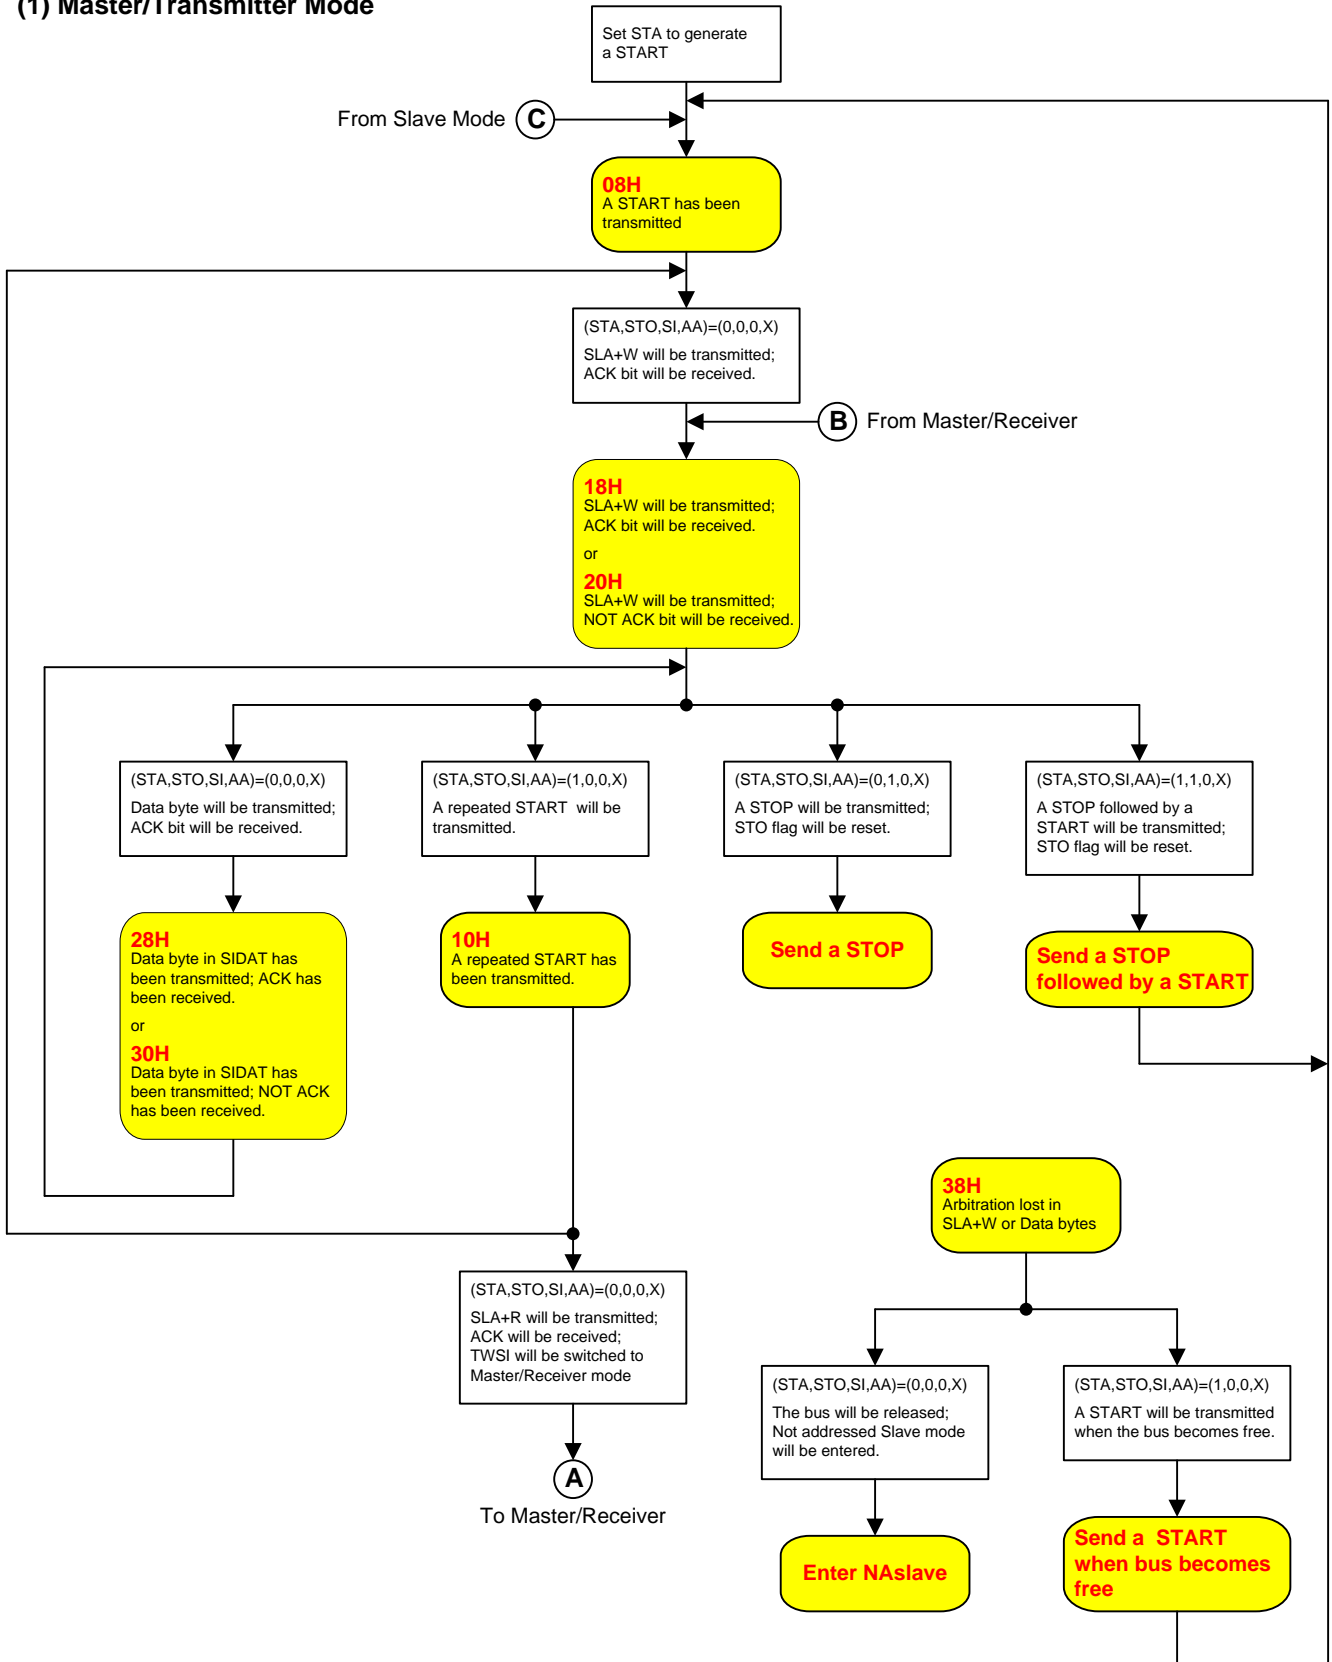 (1) Master/Transmitter Mode
Set STA to generate
a START
From Slave Mode
C
08H
A START has been
transmitted
(STA,STO,SI,AA)=(0,0,0,X)
SLA+W will be transmitted;
ACK bit will be received.
B
From Master/Receiver
18H
SLA+W will be transmitted;
ACK bit will be received.
or
20H
SLA+W will be transmitted;
NOT ACK bit will be received.
(STA,STO,SI,AA)=(0,0,0,X)
Data byte will be transmitted;
ACK bit will be received.
(STA,STO,SI,AA)=(1,0,0,X)
A repeated START will be
transmitted.
(STA,STO,SI,AA)=(0,1,0,X)
A STOP will be transmitted;
STO flag will be reset.
(STA,STO,SI,AA)=(1,1,0,X)
A STOP followed by a
START will be transmitted;
STO flag will be reset.
28H
Data byte in SIDAT has
been transmitted; ACK has
been received.
or
30H
Data byte in SIDAT has
been transmitted; NOT ACK
has been received.
10H
A repeated START has
been transmitted.
Send a STOP
Send a STOP
followed by a START
38H
Arbitration lost in
SLA+W or Data bytes
(STA,STO,SI,AA)=(0,0,0,X)
SLA+R will be transmitted;
ACK will be received;
TWSI will be switched to
Master/Receiver mode
(STA,STO,SI,AA)=(0,0,0,X)
The bus will be released;
Not addressed Slave mode
will be entered.
(STA,STO,SI,AA)=(1,0,0,X)
A START will be transmitted
when the bus becomes free.
A
To Master/Receiver
Enter NAslave
Send a START
when bus becomes
free